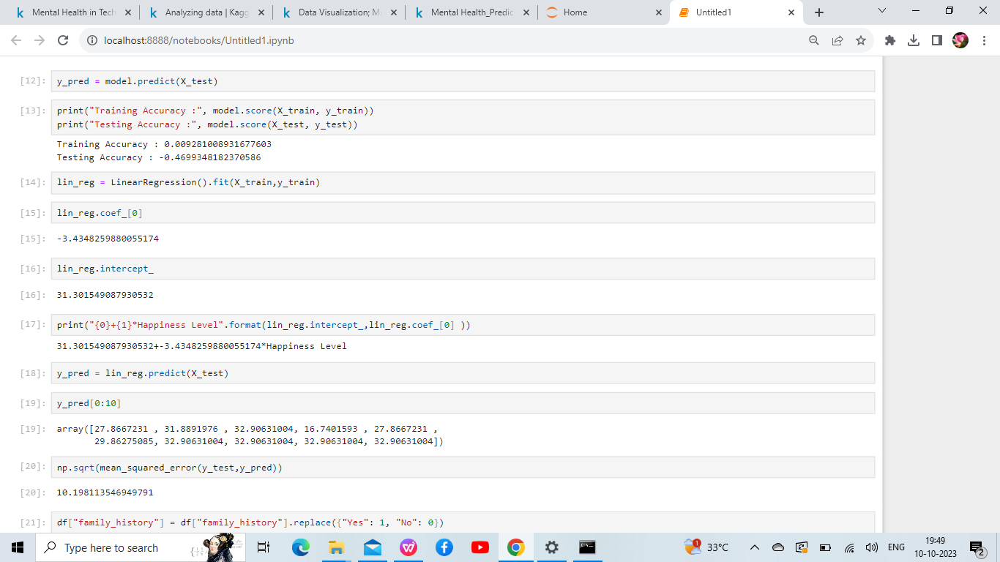 Mental Health in Tech
Analyzing data | Kagg
Data Visualization; M
Mental Health_Predic
Home
Untitled1
localhost:8888/notebooks/Untitled1.ipynb
[12]: y_pred = model.predict(X_test)
[13]: print("Training Accuracy :", model.score(X_train, y_train))
print("Testing Accuracy :", model.score(X_test, y_test))
Training Accuracy : 0.009281008931677603
Testing Accuracy : -0.4699348182370586
[14]: lin_reg = LinearRegression().fit(X_train,y_train)
[15]: lin_reg.coef_[0]
[15]: -3.4348259880055174
[16]: lin_reg.intercept_
[16]: 31.301549087930532
[17]: print("{0}+{1}*Happiness Level".format(lin_reg.intercept_,lin_reg.coef_[0] ))
31.301549087930532+-3.4348259880055174*Happiness Level
[18]: y_pred = lin_reg.predict(X_test)
[19]: y_pred[0:10]
[19]: array([27.8667231 , 31.8891976 , 32.90631004, 16.7401593 , 27.8667231 ,
29.86275085, 32.90631004, 32.90631004, 32.90631004, 32.90631004])
[20]: np.sqrt(mean_squared_error(y_test,y_pred))
[20]: 10.198113546949791
[21]: df["family_history"] = df["family_history"].replace({"Yes": 1, "No": 0})
Type here to search
1
33°C
ENG
19:49
10-10-2023
2